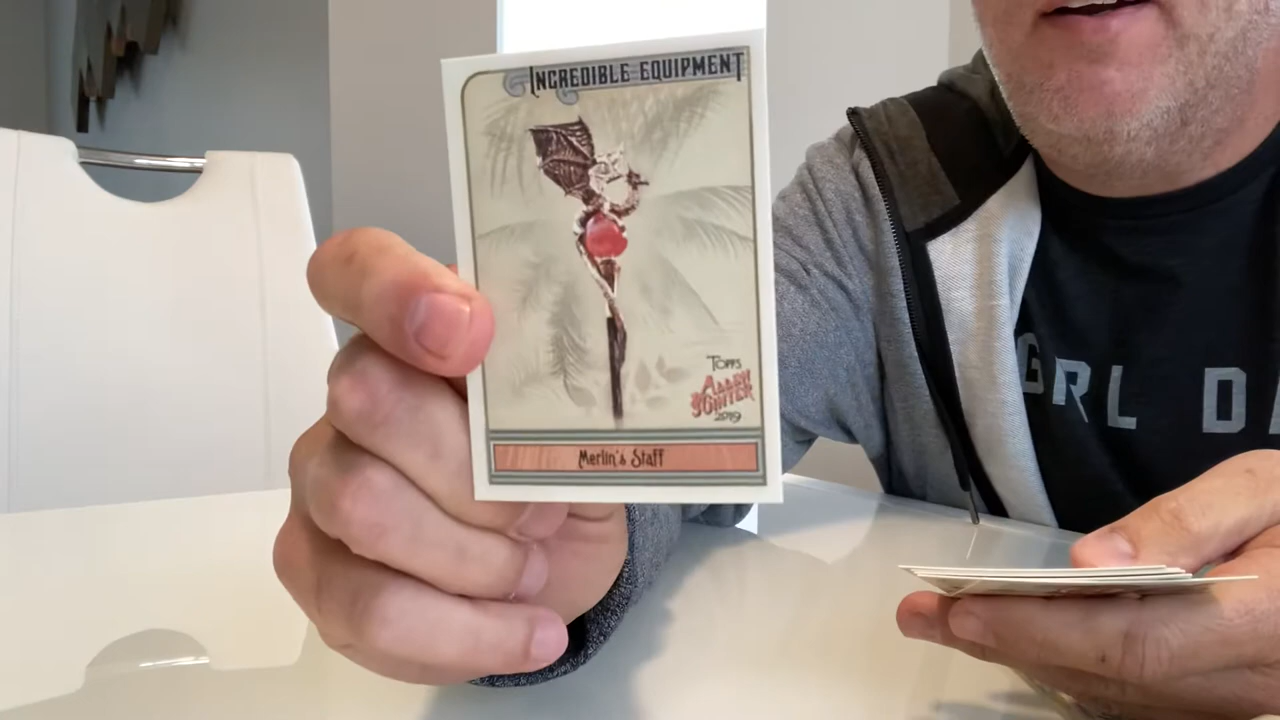 INCREDIBLE EQUIPMENT
TOPPS
ALLEN
& GINTER
2019
Merlin's Staff
GRL D